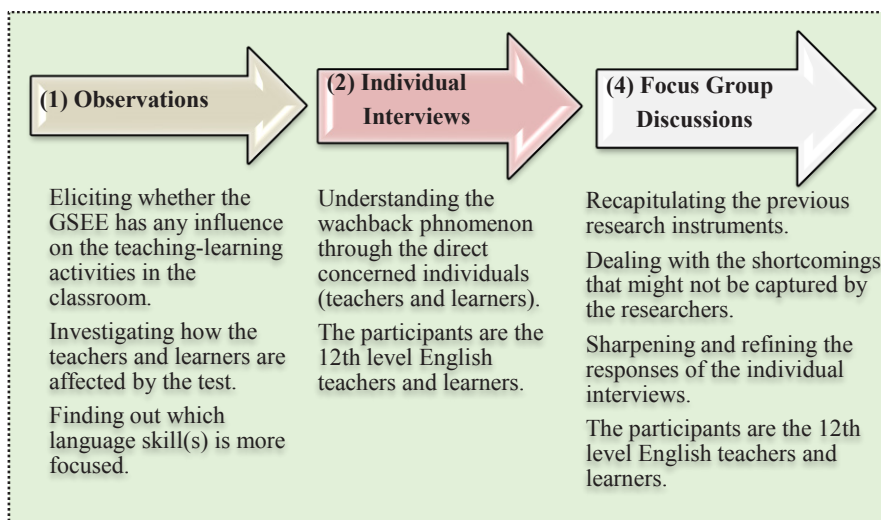 (1) Observations
Eliciting whether the
GSEE has any influence
on the teaching-learning
activities in the
classroom.
Investigating how the
teachers and learners are
affected by the test.
Finding out which
language skill(s) is more
focused.
(2) Individual
Interviews
Understanding the
wachback phnomenon
through the direct
concerned individuals
(teachers and learners).
The participants are the
12th level English
teachers and learners.
(4) Focus Group
Discussions
Recapitulating the previous
research instruments.
Dealing with the shortcomings
that might not be captured by
the researchers.
Sharpening and refining the
responses of the individual
interviews.
The participants are the 12th
level English teachers and
learners.